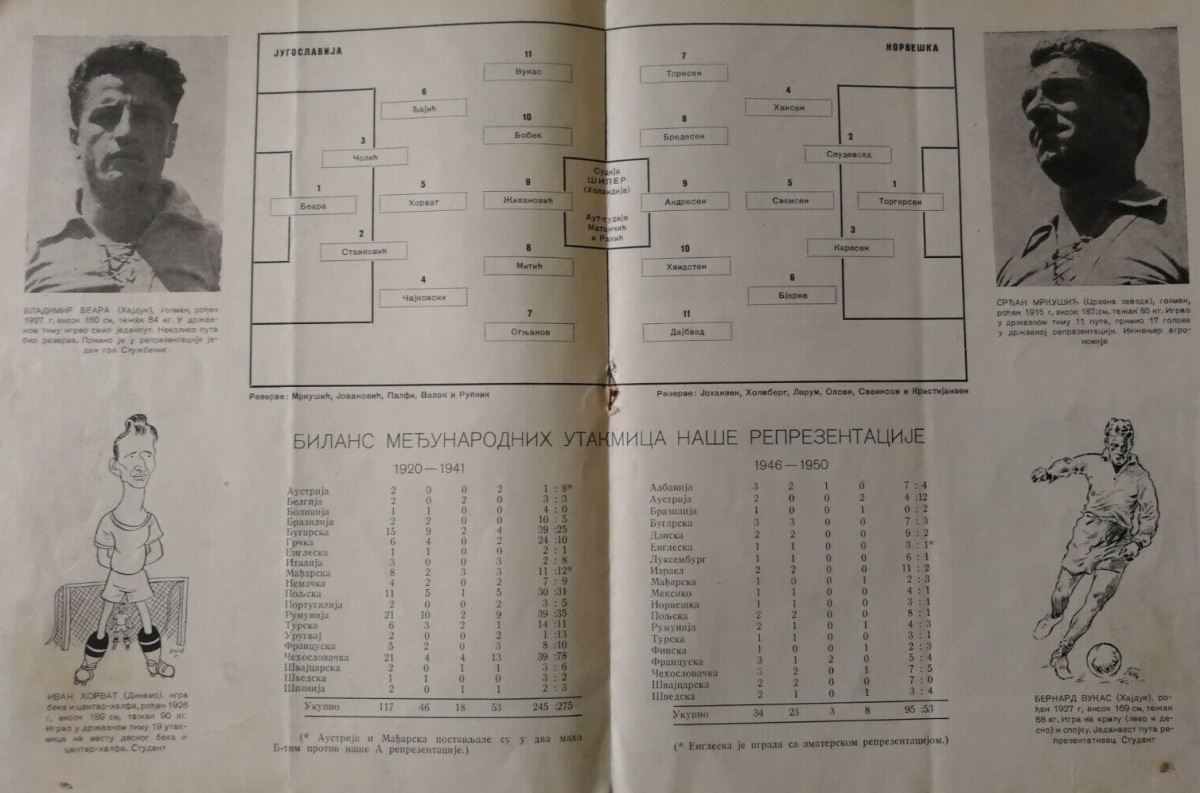 ЈУГОСЛАВИЈА
НОРВЕШКА
11
Вукас
6
Ђајић
10
Бобек
3
Чолић
1
Беара
5
Хорват
9
Живановић
2
Станковић
8
Митић
4
Чајковски
7
Огњанов
Судија
ШИПЕР
(Холандија)
Аут-судије
Матанчић
и Ракић
7
Торесен
4
Хансен
8
Бредесен
2
Спудеволд
9
Андресен
5
Свенсен
1
Торгерсен
3
Карлсен
10
Хвидстен
6
Бјерве
11
Дајбвед
Резерве: Мркушић, Јовановић, Палфи, Валок и Рупник
Резерве: Јоханзен, Холмберг, Лерум, Олсен, Свеинсон и Кристијанзен
ВЛАДИМИР БЕАРА (Хајдук), голман, рођен
1927 г, висок 180 см, тежак 84 кг. У држав-
ном тиму играо само једанпут. Неколико пута
био резерва. Примио је у репрезентацији је-
дан гол. Службеник
СРЂАН МРКУШИЋ (Црвена звезда), голман,
рођен 1915 г, висок 187 см, тежак 85 кг. Играо
у државном тиму 11 пута, примио 17 голова
у државној репрезентацији. Инжењер агро-
номије
ИВАН ХОРВАТ (Динамо), игра
бека и центар-халфа, рођен 1926
г, висок 189 см, тежак 90 кг.
Играо у државном тиму 19 утак-
мица на месту десног бека и
центар-халфа. Студент
БЕРНАРД ВУКАС (Хајдук), ро-
ђен 1927 г, висок 169 см, тежак
68 кг. Игра на крилу (лево и де-
сно) и спојку. Једанаест пута ре-
презентативац. Студент
БИЛАНС МЕЂУНАРОДНИХ УТАКМИЦА НАШЕ РЕПРЕЗЕНТАЦИЈЕ
1920—1941
Аустрија 2 0 0 2 1 : 8*
Белгија 2 0 2 0 3 : 3
Боливија 1 1 0 0 4 : 0
Бразилија 2 2 0 0 10 : 5
Бугарска 15 9 2 4 39 :25
Грчка 6 4 0 2 24 :10
Енглеска 1 1 0 0 2 : 1
Италија 3 0 0 3 2 : 8
Мађарска 8 2 3 3 11 :12*
Немачка 4 2 0 2 7 : 9
Пољска 11 5 1 5 30 :31
Португалија 2 0 0 2 3 : 5
Румунија 21 10 2 9 39 :35
Турска 6 3 2 1 14 :11
Уругвај 2 0 0 2 1 :13
Француска 5 2 0 3 8 :10
Чехословачка 21 4 4 13 39 :78
Швајцарска 2 0 1 1 3 : 6
Шведска 1 1 0 0 3 : 2
Шпанија 2 0 1 1 2 : 3
Укупно 117 46 18 53 245 :275
(* Аустрија и Мађарска постављале су у два маха
Б-тим против наше А репрезентације.)
1946—1950
Албанија 3 2 1 0 7 : 4
Аустрија 2 0 0 2 4 :12
Бразилија 1 0 0 1 0 : 2
Бугарска 3 3 0 0 7 : 3
Данска 2 2 0 0 9 : 2
Енглеска 1 1 0 0 3 : 1*
Луксембург 1 1 0 0 6 : 1
Израел 2 2 0 0 11 : 2
Мађарска 1 0 0 1 2 : 3
Мексико 1 1 0 0 4 : 1
Норвешка 1 1 0 0 3 : 1
Пољска 2 2 0 0 8 : 1
Румунија 2 1 0 1 4 : 3
Турска 1 1 0 0 3 : 1
Финска 1 0 0 1 2 : 3
Француска 3 1 2 0 5 : 4
Чехословачка 3 2 0 1 7 : 5
Швајцарска 2 2 0 0 7 : 0
Шведска 2 1 0 1 3 : 4
Укупно 34 23 3 8 95 :53
(* Енглеска је играла са аматерском репрезентацијом.)